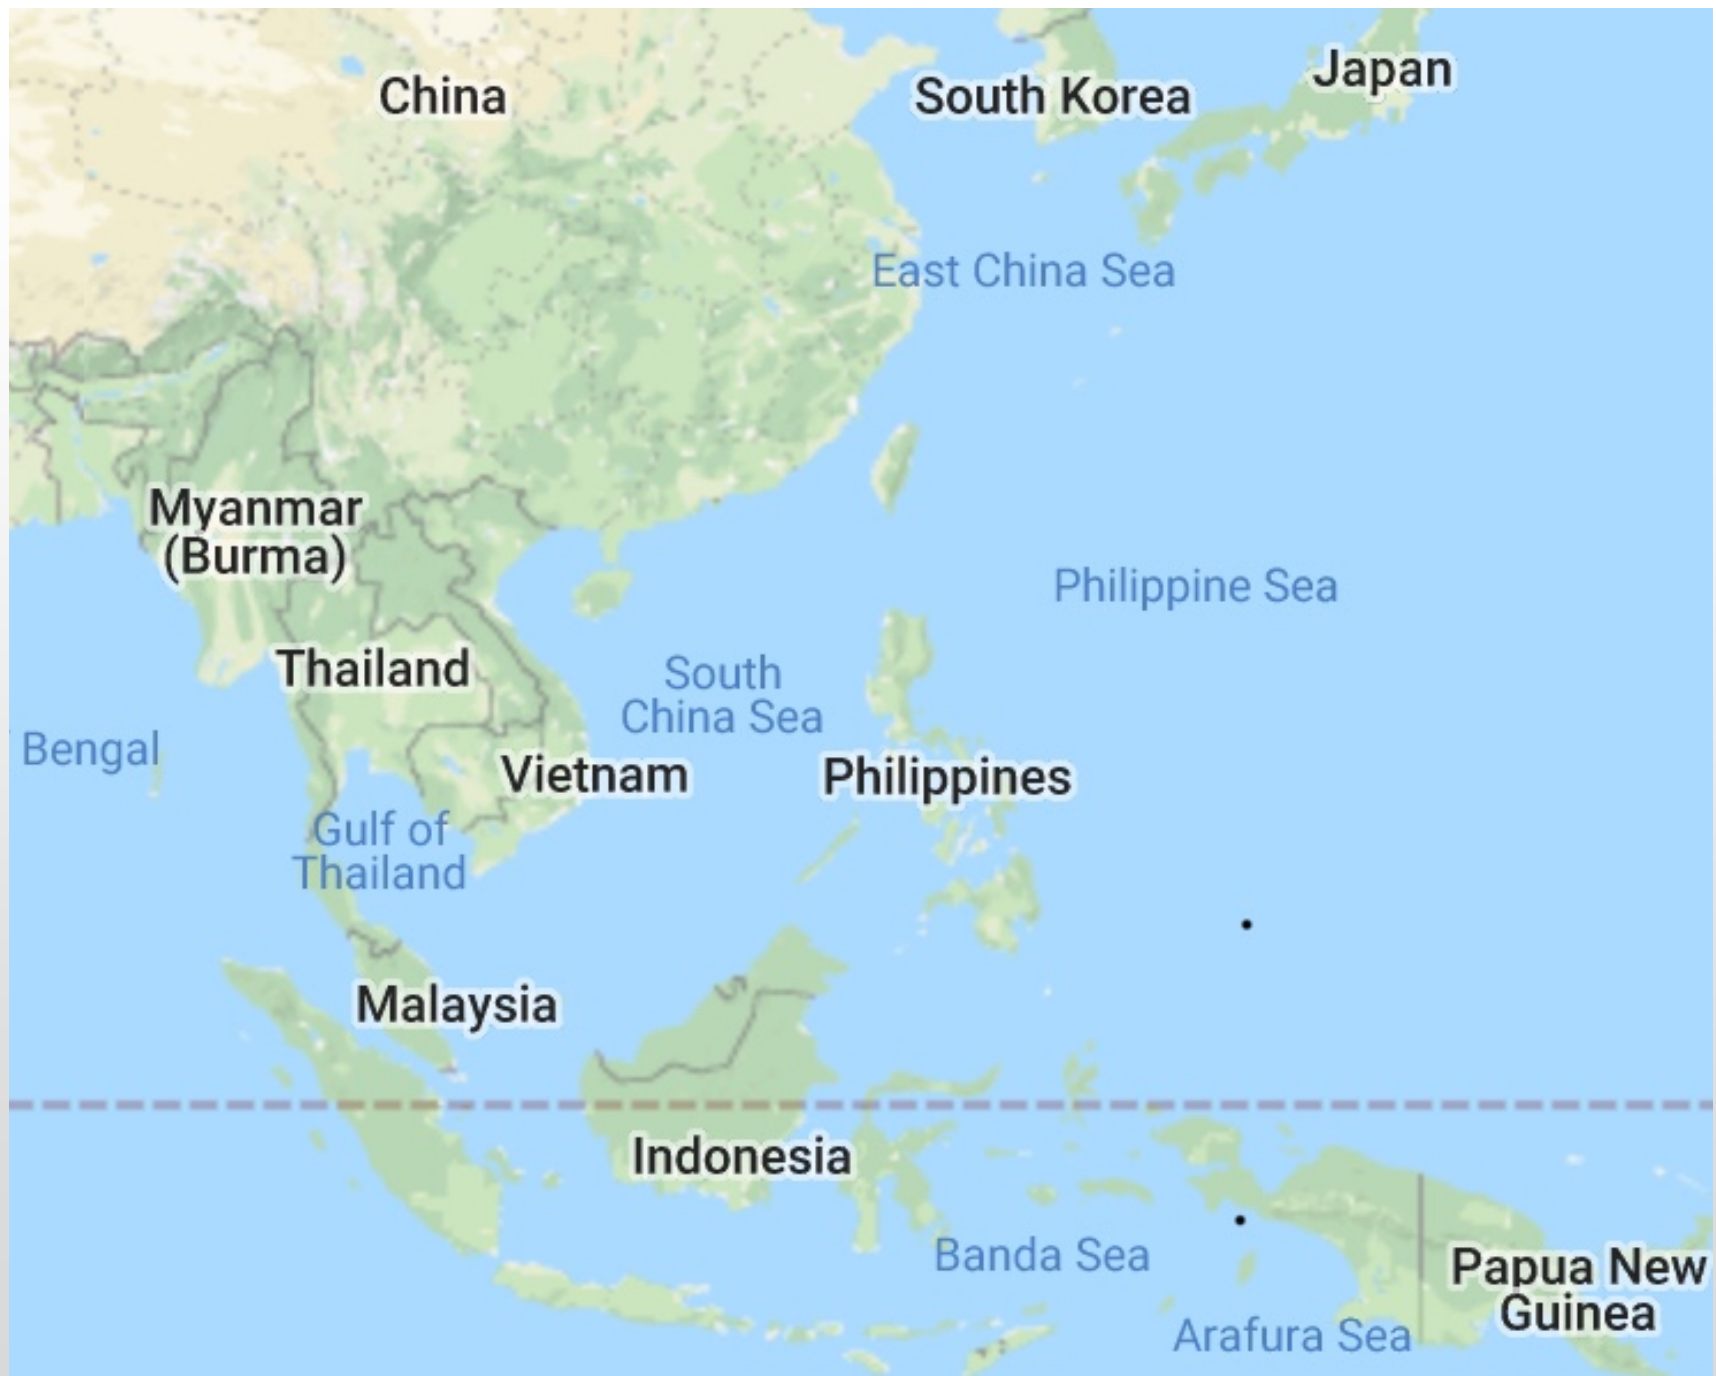 Japan
China
South Korea
East China Sea
Myanmar
(Burma)
Philippine Sea
Thailand
South
China Sea
Bengal
Vietnam
Philippines
Gulf of
Thailand
Malaysia
Indonesia
Banda Sea
Papua New
Guinea
Arafura Sea